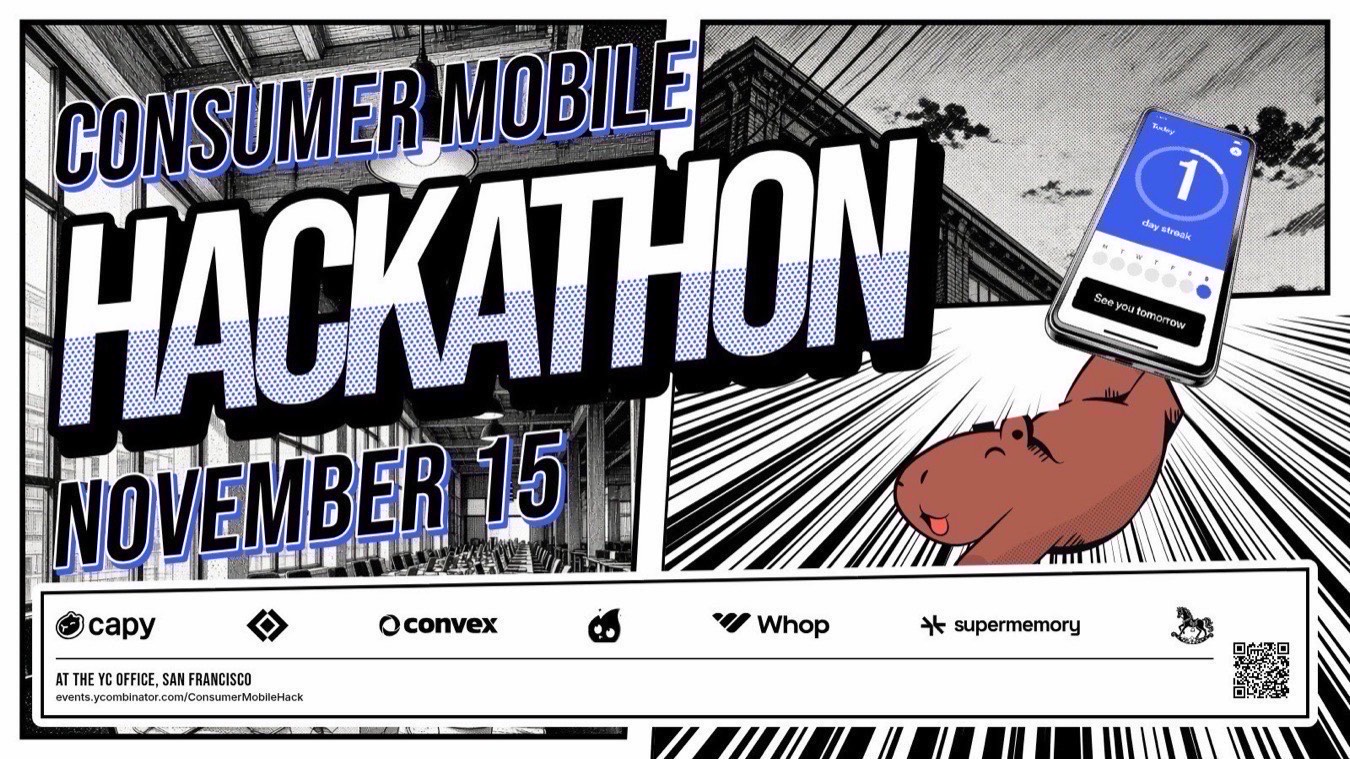 CONSUMER MOBILE
HACKATHON
NOVEMBER 15
Today
1
day streak
M T W T F S S
See you tomorrow
capy
convex
Whop
supermemory
AT THE YC OFFICE, SAN FRANCISCO
events.ycombinator.com/ConsumerMobileHack